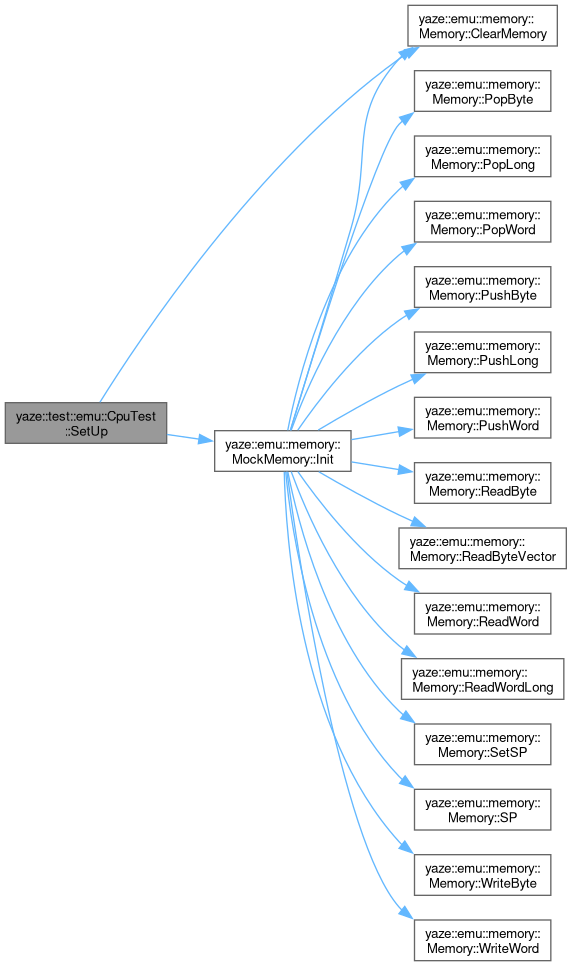 yaze::test::emu::CpuTest
::SetUp
yaze::emu::memory::
MockMemory::Init
yaze::emu::memory::
Memory::ClearMemory
yaze::emu::memory::
Memory::PopByte
yaze::emu::memory::
Memory::PopLong
yaze::emu::memory::
Memory::PopWord
yaze::emu::memory::
Memory::PushByte
yaze::emu::memory::
Memory::PushLong
yaze::emu::memory::
Memory::PushWord
yaze::emu::memory::
Memory::ReadByte
yaze::emu::memory::
Memory::ReadByteVector
yaze::emu::memory::
Memory::ReadWord
yaze::emu::memory::
Memory::ReadWordLong
yaze::emu::memory::
Memory::SetSP
yaze::emu::memory::
Memory::SP
yaze::emu::memory::
Memory::WriteByte
yaze::emu::memory::
Memory::WriteWord